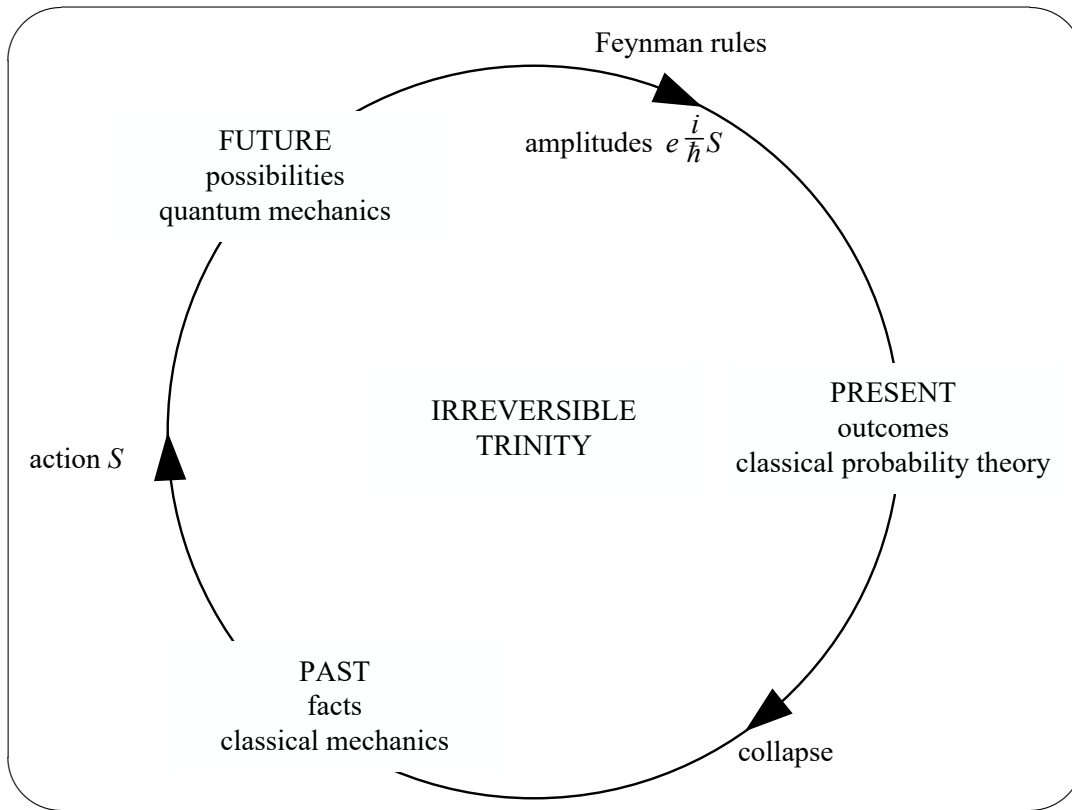 Feynman rules
amplitudes e i/ħ S
FUTURE
possibilities
quantum mechanics
PRESENT
outcomes
classical probability theory
IRREVERSIBLE
TRINITY
action S
PAST
facts
classical mechanics
collapse